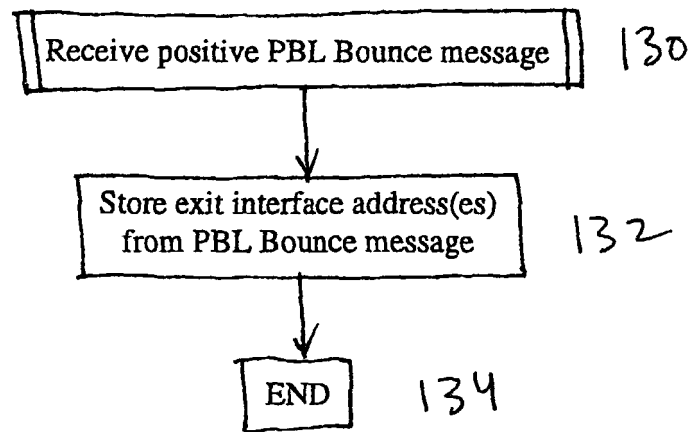 Receive positive PBL Bounce message 130
Store exit interface address(es)
from PBL Bounce message 132
END 134